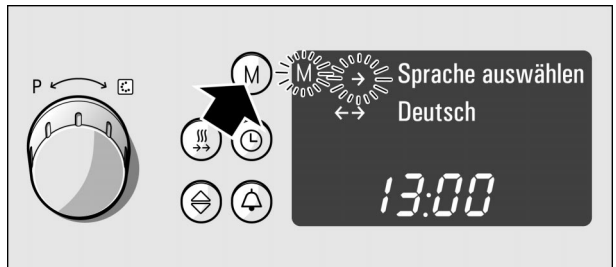 P
M
M → Sprache auswählen
←→ Deutsch
13:00